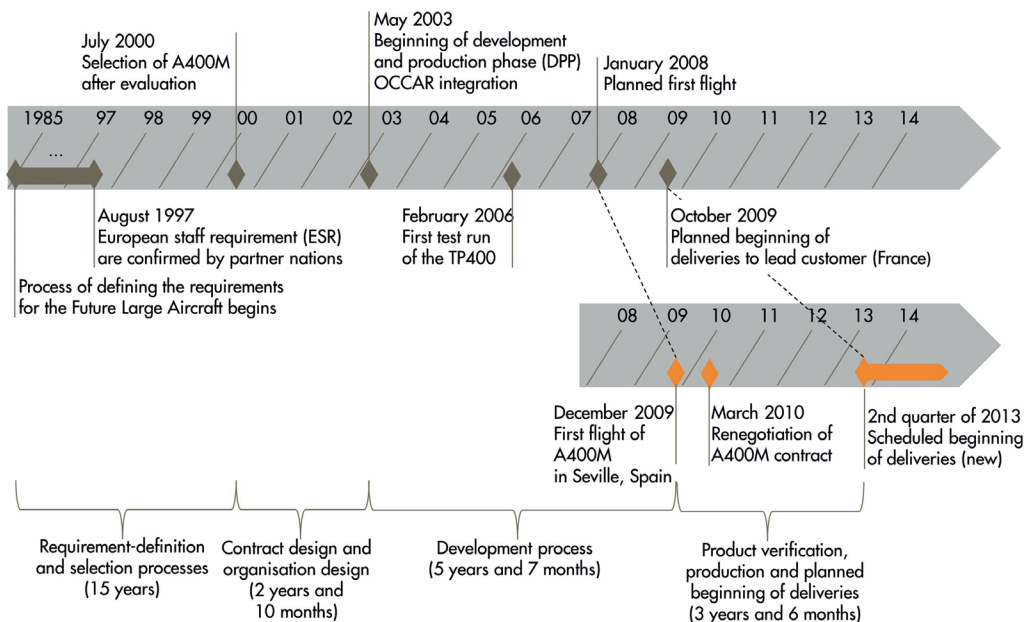 July 2000
Selection of A400M
after evaluation
May 2003
Beginning of development
and production phase (DPP)
OCCAR integration
January 2008
Planned first flight
1985 97 98 99 00 01 02 03 04 05 06 07 08 09 10 11 12 13 14
...
August 1997
European staff requirement (ESR)
are confirmed by partner nations
Process of defining the requirements
for the Future Large Aircraft begins
February 2006
First test run
of the TP400
October 2009
Planned beginning of
deliveries to lead customer (France)
08 09 10 11 12 13 14
December 2009
First flight of
A400M
in Seville, Spain
March 2010
Renegotiation of
A400M contract
2nd quarter of 2013
Scheduled beginning
of deliveries (new)
Requirement-definition
and selection processes
(15 years)
Contract design and
organisation design
(2 years and
10 months)
Development process
(5 years and 7 months)
Product verification,
production and planned
beginning of deliveries
(3 years and 6 months)